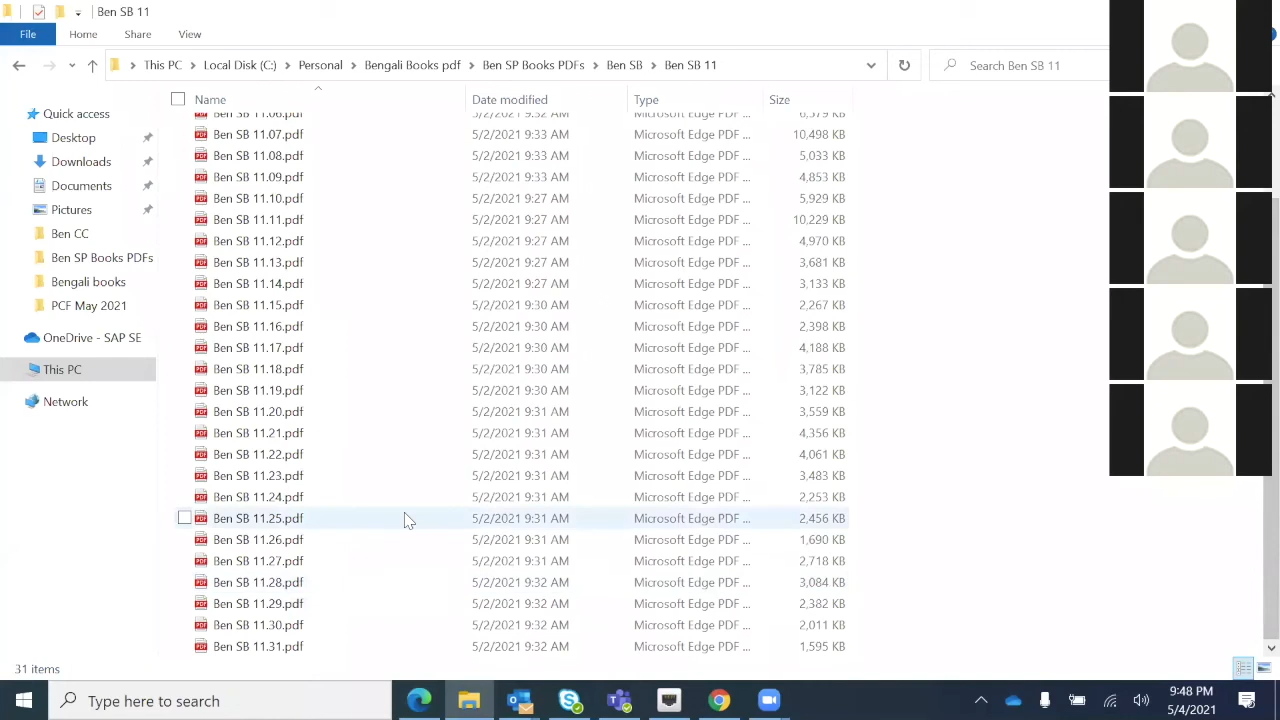 Ben SB 11
File Home Share View
This PC Local Disk (C:) Personal Bengali Books pdf Ben SP Books PDFs Ben SB Ben SB 11 Search Ben SB 11
Name Date modified Type Size
Quick access
Desktop
Downloads
Documents
Pictures
Ben CC
Ben SP Books PDFs
Bengali books
PCF May 2021
OneDrive - SAP SE
This PC
Network
Ben SB 11.06.pdf 5/2/2021 9:32 AM Microsoft Edge PDF ... 6,579 KB
Ben SB 11.07.pdf 5/2/2021 9:33 AM Microsoft Edge PDF ... 10,498 KB
Ben SB 11.08.pdf 5/2/2021 9:33 AM Microsoft Edge PDF ... 5,033 KB
Ben SB 11.09.pdf 5/2/2021 9:33 AM Microsoft Edge PDF ... 4,853 KB
Ben SB 11.10.pdf 5/2/2021 9:27 AM Microsoft Edge PDF ... 5,929 KB
Ben SB 11.11.pdf 5/2/2021 9:27 AM Microsoft Edge PDF ... 10,229 KB
Ben SB 11.12.pdf 5/2/2021 9:27 AM Microsoft Edge PDF ... 4,970 KB
Ben SB 11.13.pdf 5/2/2021 9:27 AM Microsoft Edge PDF ... 3,681 KB
Ben SB 11.14.pdf 5/2/2021 9:27 AM Microsoft Edge PDF ... 3,133 KB
Ben SB 11.15.pdf 5/2/2021 9:30 AM Microsoft Edge PDF ... 2,267 KB
Ben SB 11.16.pdf 5/2/2021 9:30 AM Microsoft Edge PDF ... 2,398 KB
Ben SB 11.17.pdf 5/2/2021 9:30 AM Microsoft Edge PDF ... 4,188 KB
Ben SB 11.18.pdf 5/2/2021 9:30 AM Microsoft Edge PDF ... 3,785 KB
Ben SB 11.19.pdf 5/2/2021 9:30 AM Microsoft Edge PDF ... 3,122 KB
Ben SB 11.20.pdf 5/2/2021 9:31 AM Microsoft Edge PDF ... 3,559 KB
Ben SB 11.21.pdf 5/2/2021 9:31 AM Microsoft Edge PDF ... 4,356 KB
Ben SB 11.22.pdf 5/2/2021 9:31 AM Microsoft Edge PDF ... 4,061 KB
Ben SB 11.23.pdf 5/2/2021 9:31 AM Microsoft Edge PDF ... 3,483 KB
Ben SB 11.24.pdf 5/2/2021 9:31 AM Microsoft Edge PDF ... 2,253 KB
Ben SB 11.25.pdf 5/2/2021 9:31 AM Microsoft Edge PDF ... 2,456 KB
Ben SB 11.26.pdf 5/2/2021 9:31 AM Microsoft Edge PDF ... 1,690 KB
Ben SB 11.27.pdf 5/2/2021 9:31 AM Microsoft Edge PDF ... 2,718 KB
Ben SB 11.28.pdf 5/2/2021 9:32 AM Microsoft Edge PDF ... 3,084 KB
Ben SB 11.29.pdf 5/2/2021 9:32 AM Microsoft Edge PDF ... 2,382 KB
Ben SB 11.30.pdf 5/2/2021 9:32 AM Microsoft Edge PDF ... 2,011 KB
Ben SB 11.31.pdf 5/2/2021 9:32 AM Microsoft Edge PDF ... 1,595 KB
31 items
Type here to search
9:48 PM
5/4/2021